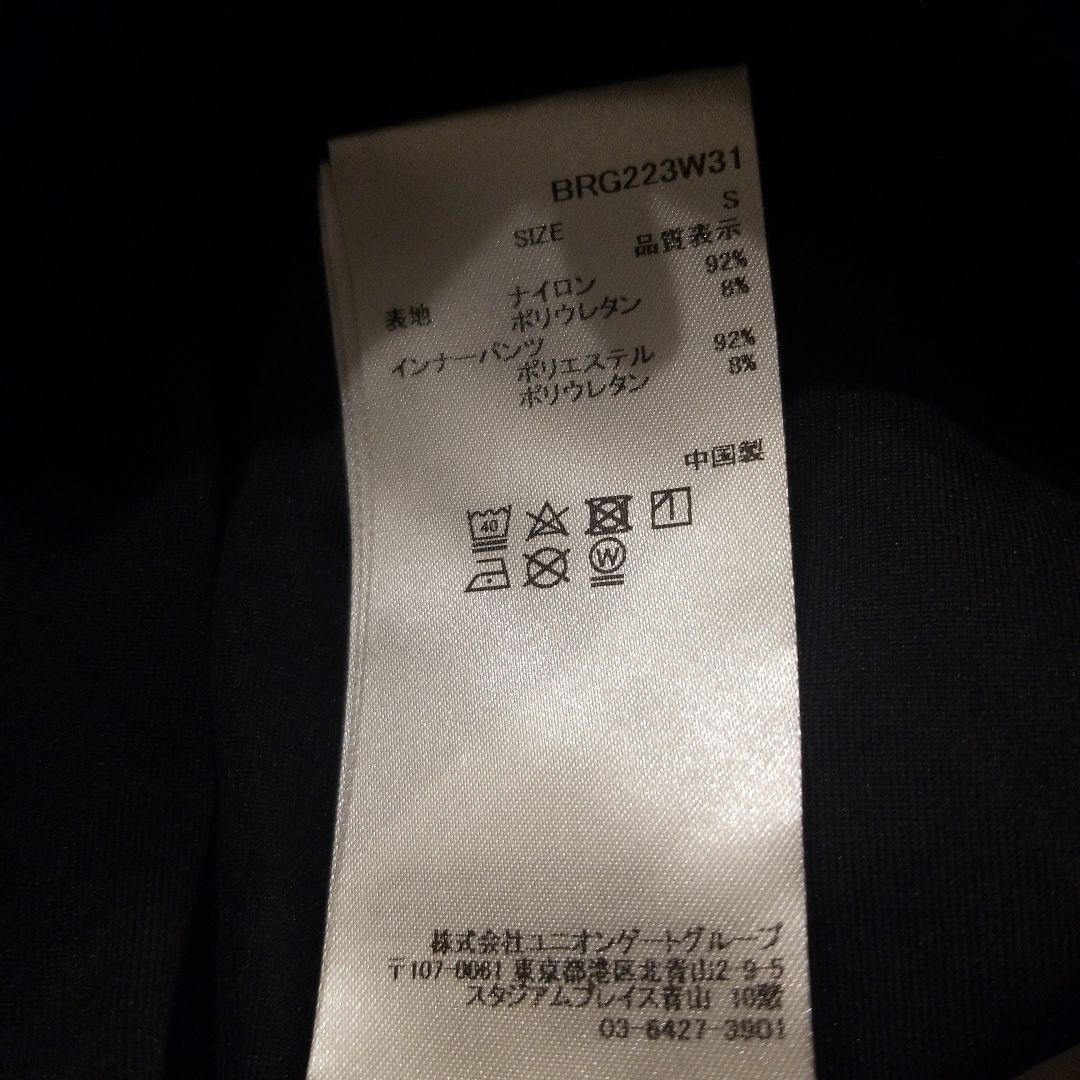 BRG223W31
SIZE S
品質表示
表地 ナイロン 92%
ポリウレタン 8%
インナーパンツ
ポリエステル 92%
ポリウレタン 8%
中国製
40
W
株式会社ユニオンゲートグループ
〒107-0061 東京都港区北青山2-9-5
スタジアムプレイス青山 10階
03-6427-3901